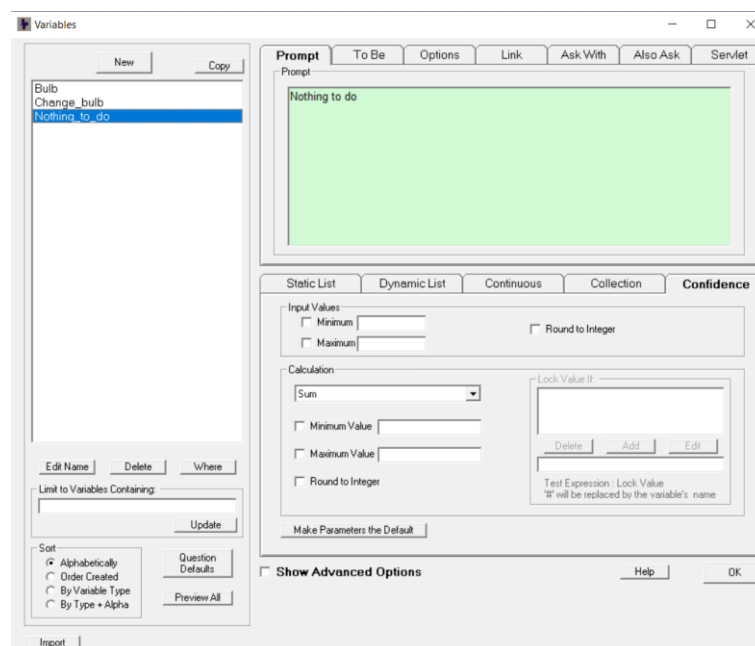 Variables
New
Copy
Bulb
Change_bulb
Nothing_to_do
Edit Name
Delete
Where
Limit to Variables Containing:
Update
Sort
Alphabetically
Order Created
By Variable Type
By Type + Alpha
Question
Defaults
Preview All
Import
Prompt
To Be
Options
Link
Ask With
Also Ask
Servlet
Prompt
Nothing to do
Static List
Dynamic List
Continuous
Collection
Confidence
Input Values
Minimum
Maximum
Round to Integer
Calculation
Sum
Minimum Value
Maximum Value
Round to Integer
Lock Value If:
Delete
Add
Edit
Test Expression : Lock Value
'#' will be replaced by the variable's name
Make Parameters the Default
Show Advanced Options
Help
OK